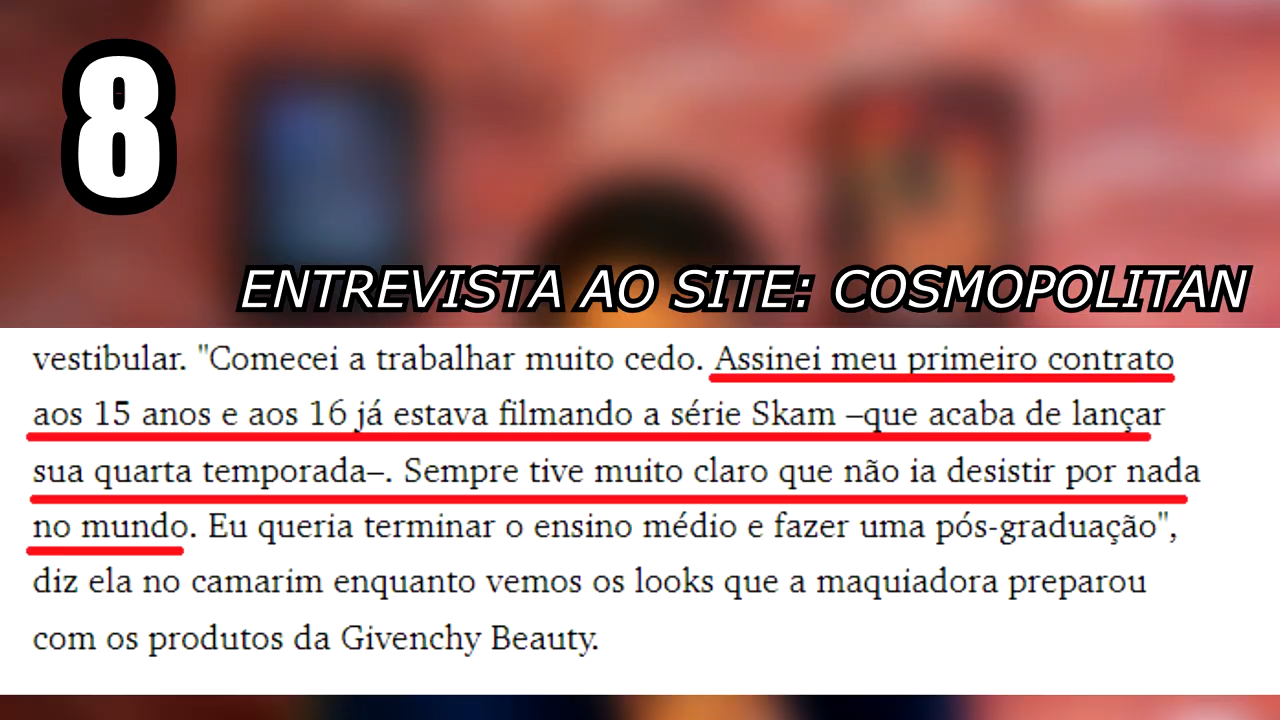 8
ENTREVISTA AO SITE: COSMOPOLITAN
vestibular. "Comecei a trabalhar muito cedo. Assinei meu primeiro contrato
aos 15 anos e aos 16 já estava filmando a série Skam –que acaba de lançar
sua quarta temporada–. Sempre tive muito claro que não ia desistir por nada
no mundo. Eu queria terminar o ensino médio e fazer uma pós-graduação",
diz ela no camarim enquanto vemos os looks que a maquiadora preparou
com os produtos da Givenchy Beauty.